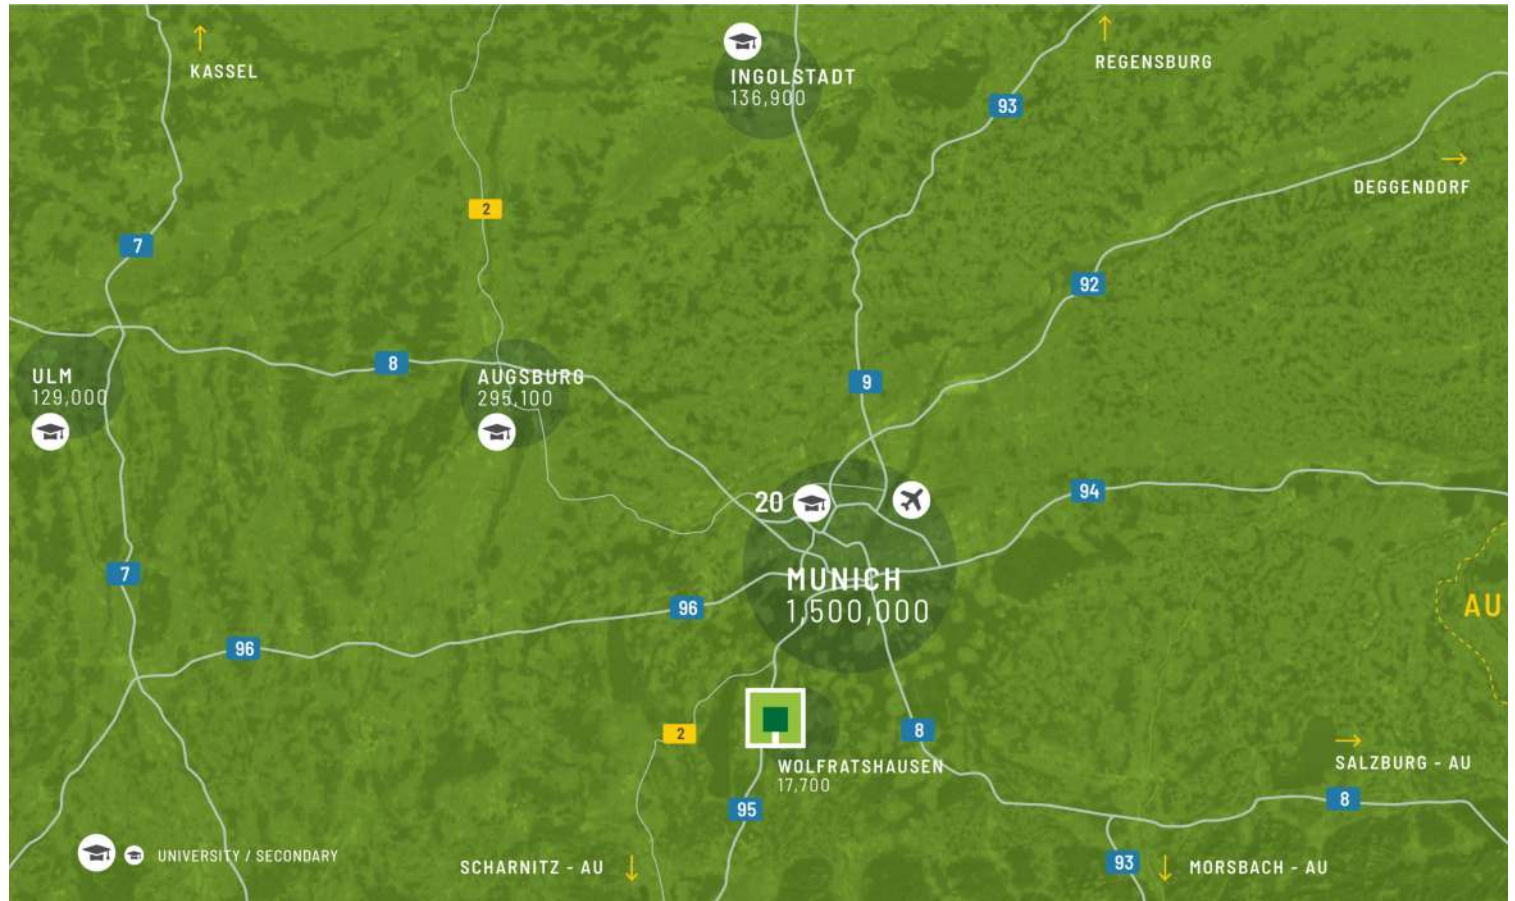 KASSEL
INGOLSTADT
136,900
REGENSBURG
93
DEGGENDORF
2
7
92
8
9
ULM
129,000
AUGSBURG
295,100
94
20
7
MUNICH
1,500,000
96
AU
96
2
8
WOLFRATSHAUSEN
17,700
SALZBURG - AU
8
95
UNIVERSITY / SECONDARY
SCHARNITZ - AU
93
MORSBACH - AU